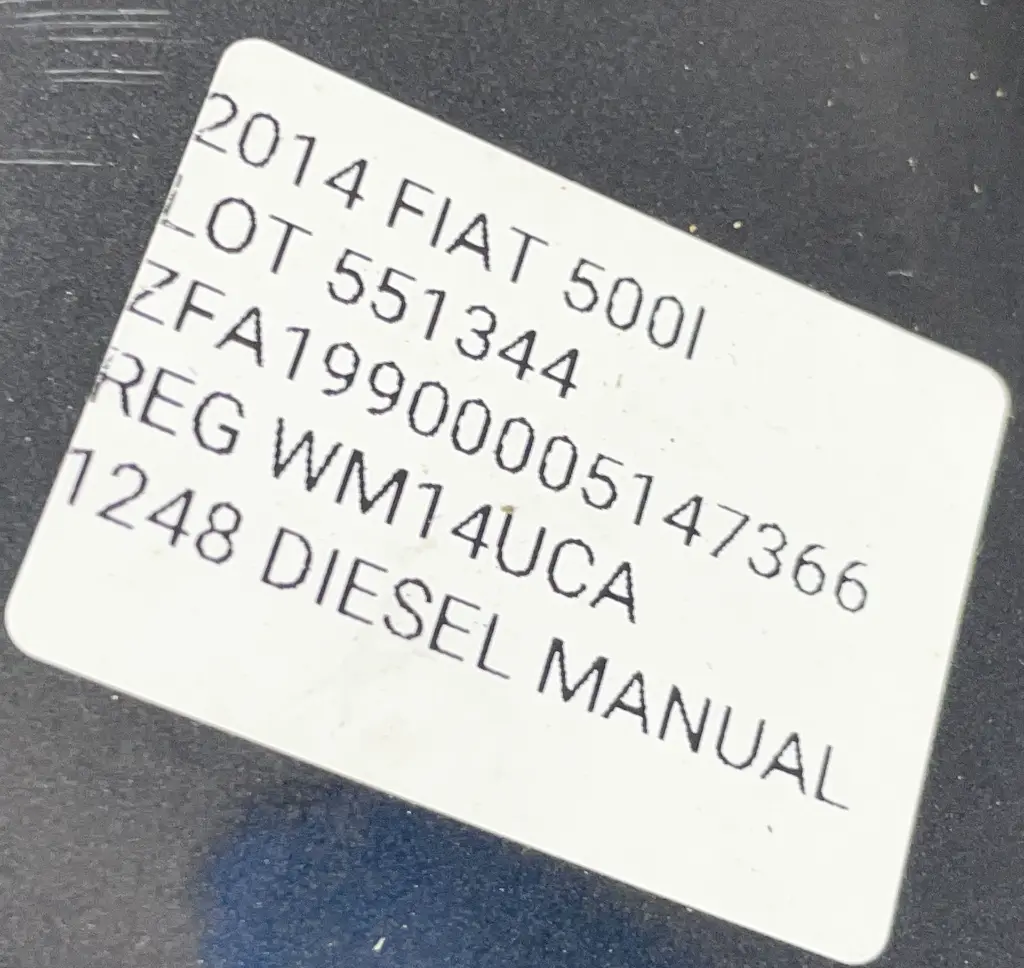 2014 FIAT 500l
LOT 551344
ZFA19900005147366
REG WM14UCA
1248 DIESEL MANUAL